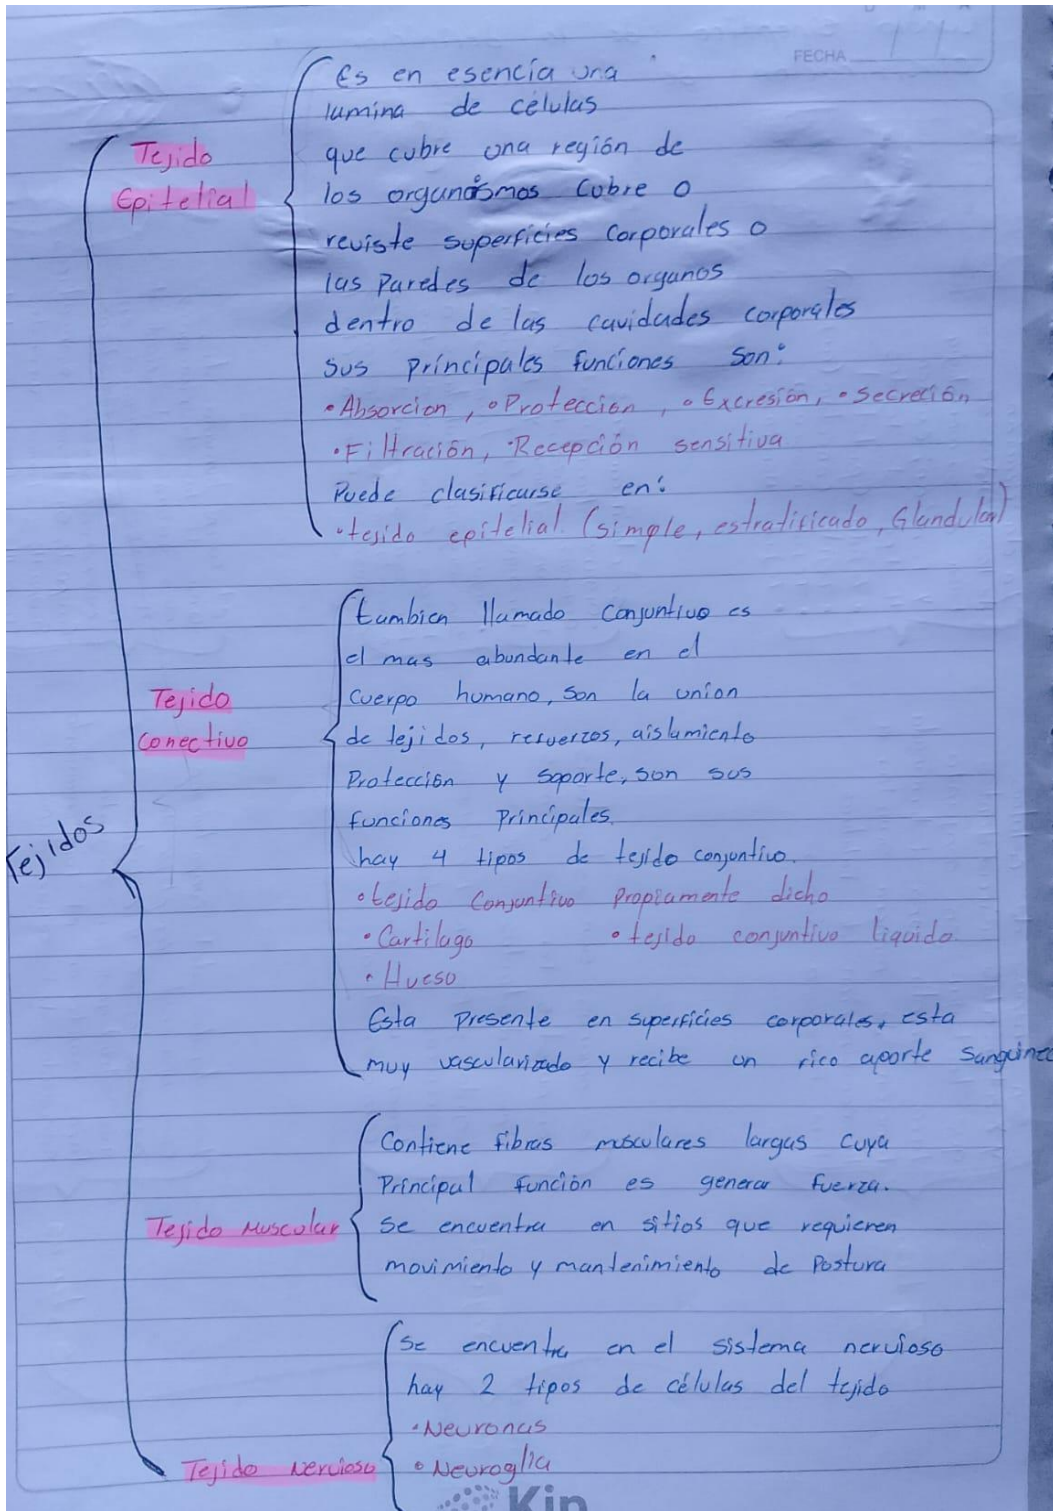 FECHA
Es en esencía una
lamina de celulas
Tejido
Epitelial
que cubre una región de
los organísmos cubre o
reviste superficies corporales o
las Paredes de los organos
dentro de las cavidades corporales
sus principales funciones son:
•Absorcion, •Protección, •Excresión, •Secreción
•Filtración, •Recepción sensitiva
Puede clasificarse en:
•tejido epitelial (simple, estratificado, Glandular)
tambien llamado conjuntivo es
el mas abundante en el
Tejido
conectivo
cuerpo humano, son la union
de tejidos, resuerzos, aislamiento
Protección y soporte, son sus
funciones Principales.
Tejidos
hay 4 tipos de tejido conjuntivo.
•tejido Conjuntivo Propiamente dicho
•Cartilago •tejido conjuntivo liquido.
•Hueso
Esta Presente en superficies corporales, esta
muy vascularizado y recibe un rico aporte sanguineo
Contiene fibras musculares largas cuya
Principal función es generar fuerza.
Tejido Muscular
se encuentra en sitios que requieren
movimiento y mantenimiento de Postura
Se encuentra en el sistema nervioso
hay 2 tipos de células del tejido
•Neuronas
Tejido Nervioso
•Neuroglia
Kip